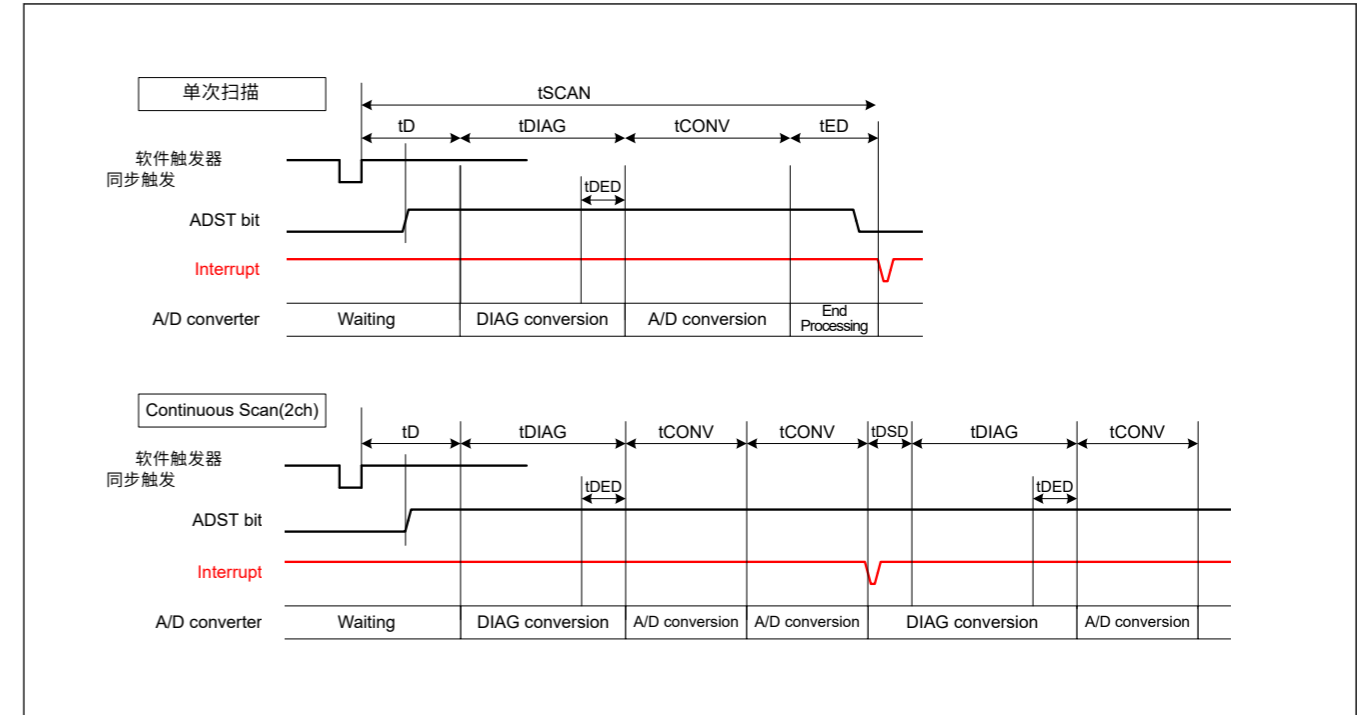 单次扫描
tSCAN
tD tDIAG tCONV tED
软件触发器
同步触发
tDED
ADST bit
Interrupt
A/D converter Waiting DIAG conversion A/D conversion End Processing
Continuous Scan(2ch)
tD tDIAG tCONV tCONV tDSD tDIAG tCONV
软件触发器
同步触发
tDED tDED
ADST bit
Interrupt
A/D converter Waiting DIAG conversion A/D conversion A/D conversion DIAG conversion A/D conversion